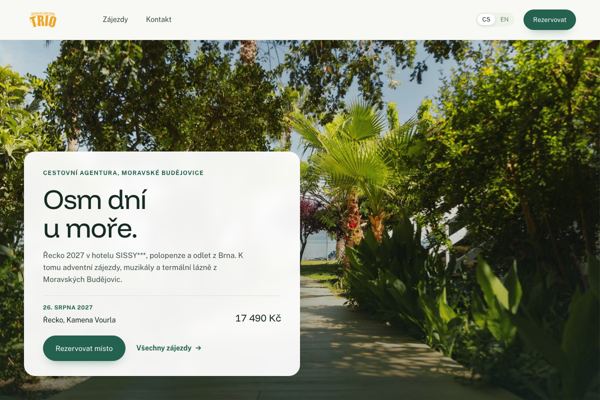 TRIO
Zájezdy
Kontakt
CS
EN
Rezervovat
CESTOVNÍ AGENTURA, MORAVSKÉ BUDĚJOVICE
Osm dní
u moře.
Řecko 2027 v hotelu SISSY***, polopenze a odlet z Brna. K
tomu adventní zájezdy, muzikály a termální lázně z
Moravských Budějovic.
26. SRPNA 2027
Řecko, Kamena Vourla
17 490 Kč
Rezervovat místo
Všechny zájezdy →